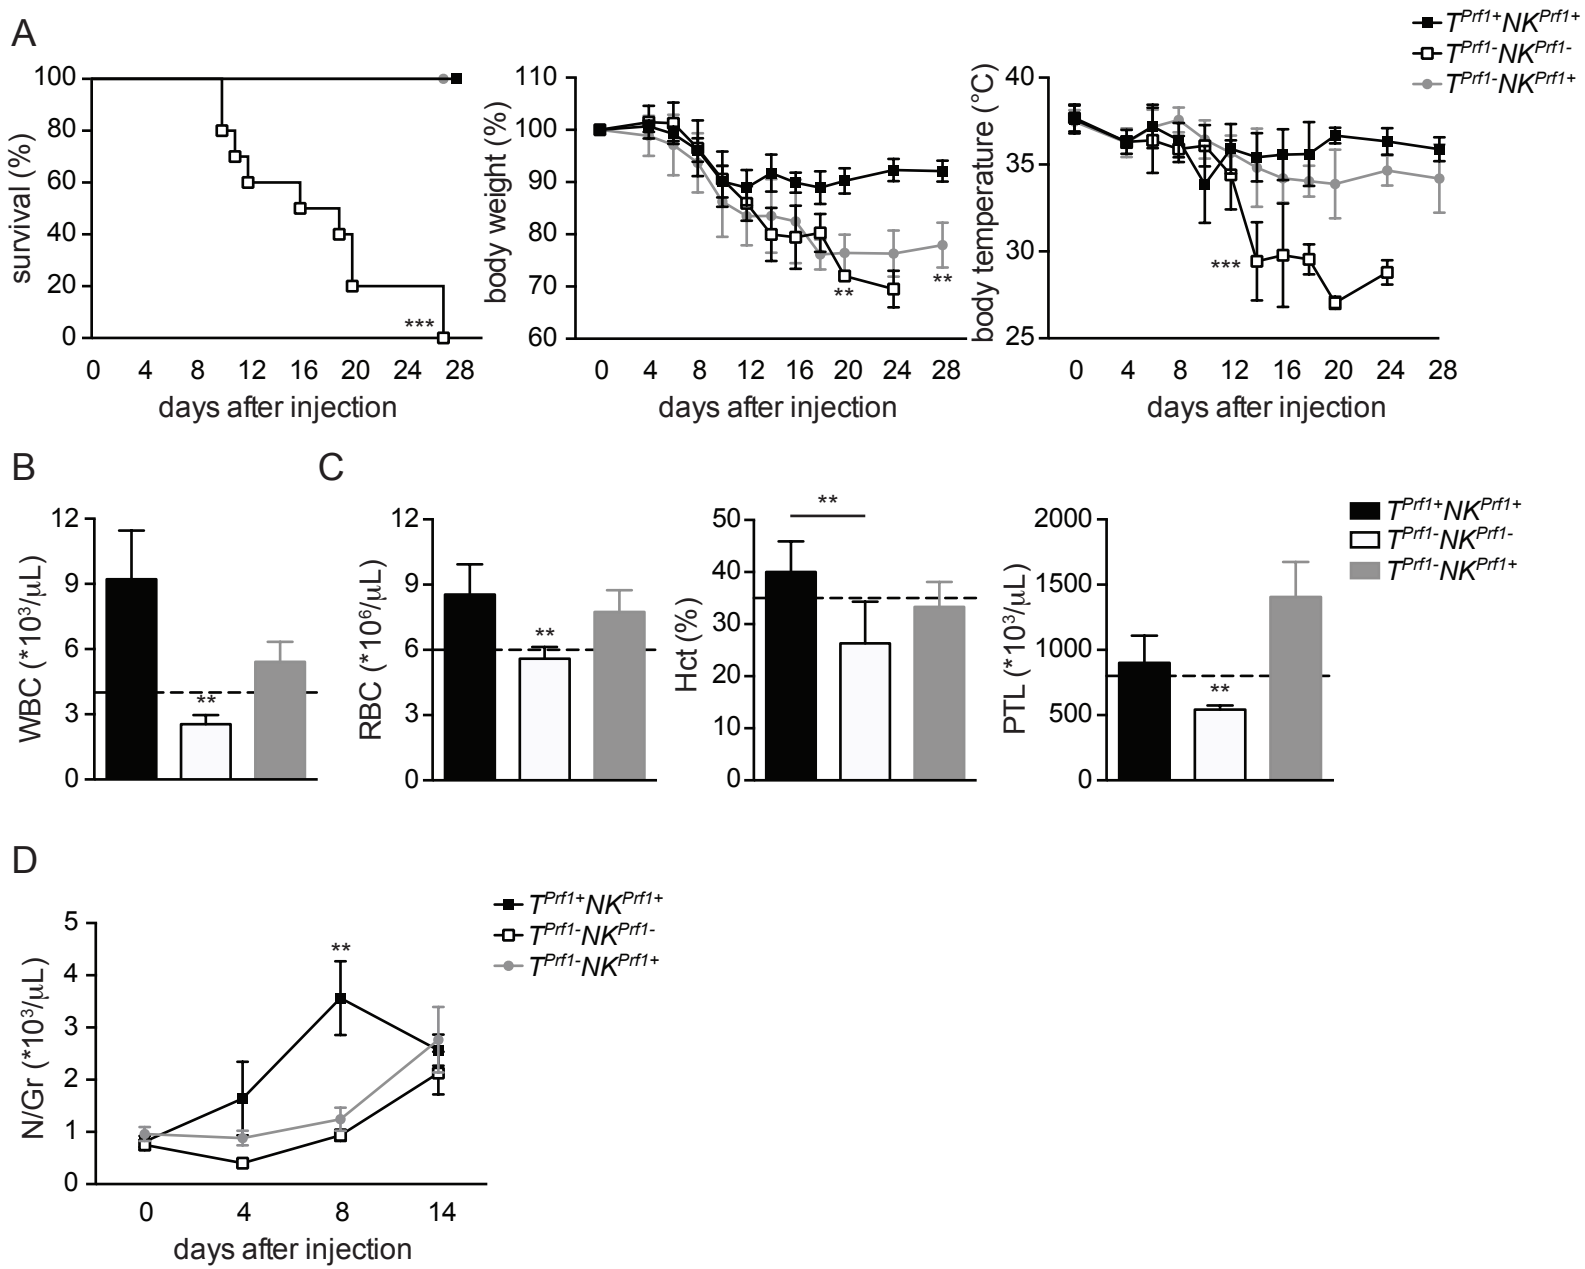 A
T^Prf1+NK^Prf1+
T^Prf1-NK^Prf1-
T^Prf1-NK^Prf1+
survival (%)
100
80
60
40
20
0
***
0 4 8 12 16 20 24 28
days after injection
body weight (%)
110
100
90
80
70
60
** **
0 4 8 12 16 20 24 28
days after injection
body temperature (°C)
40
35
30
25
***
0 4 8 12 16 20 24 28
days after injection
B
WBC (*10³/µL)
12
9
6
3
0
**
C
RBC (*10⁶/µL)
12
9
6
3
0
**
Hct (%)
50
40
30
20
10
0
**
PTL (*10³/µL)
2000
1500
1000
500
0
**
T^Prf1+NK^Prf1+
T^Prf1-NK^Prf1-
T^Prf1-NK^Prf1+
D
N/Gr (*10³/µL)
5
4
3
2
1
0
**
0 4 8 14
days after injection
T^Prf1+NK^Prf1+
T^Prf1-NK^Prf1-
T^Prf1-NK^Prf1+